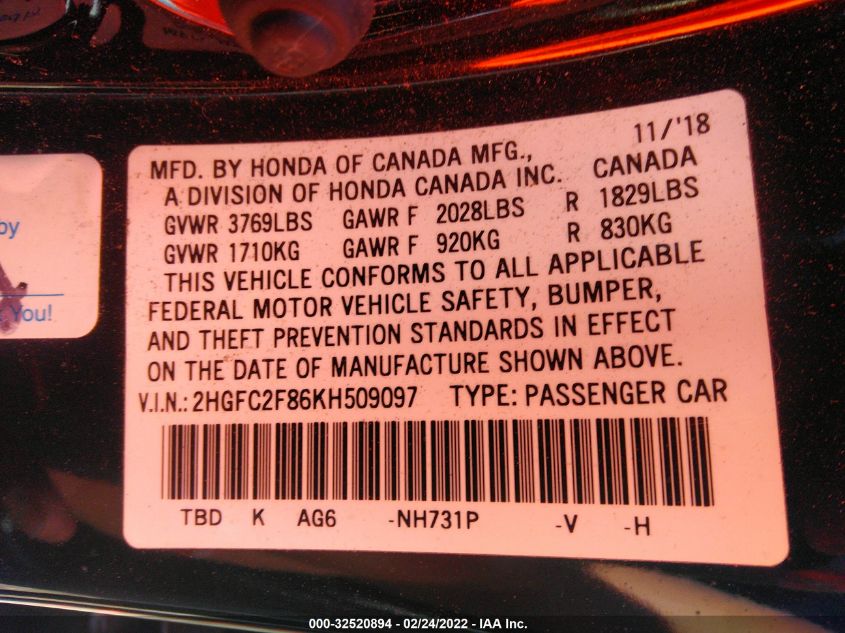 11/'18
MFD. BY HONDA OF CANADA MFG.,
A DIVISION OF HONDA CANADA INC. CANADA
GVWR 3769LBS GAWR F 2028LBS R 1829LBS
GVWR 1710KG GAWR F 920KG R 830KG
THIS VEHICLE CONFORMS TO ALL APPLICABLE
FEDERAL MOTOR VEHICLE SAFETY, BUMPER,
AND THEFT PREVENTION STANDARDS IN EFFECT
ON THE DATE OF MANUFACTURE SHOWN ABOVE.
V.I.N.: 2HGFC2F86KH509097 TYPE: PASSENGER CAR
TBD K AG6 -NH731P -V -H
by
You!
000-32520894 - 02/24/2022 - IAA Inc.